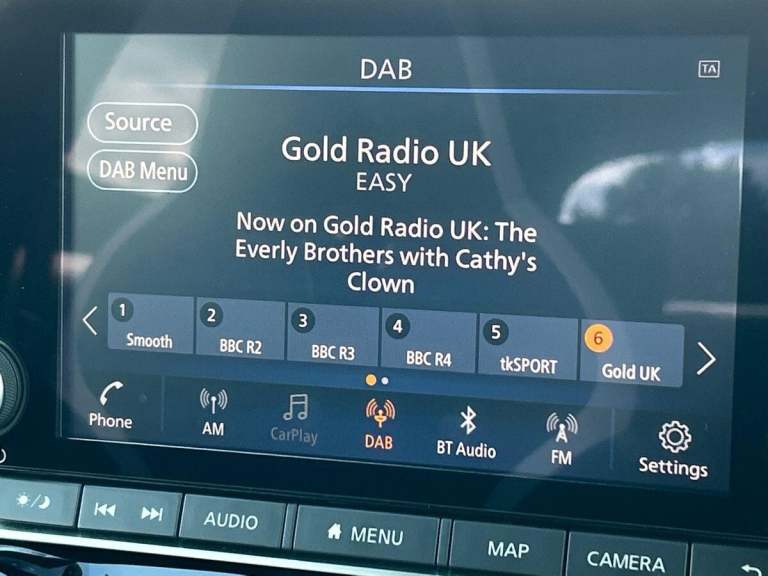 DAB
TA
Source
DAB Menu
Gold Radio UK
EASY
Now on Gold Radio UK: The
Everly Brothers with Cathy's
Clown
1 Smooth
2 BBC R2
3 BBC R3
4 BBC R4
5 tkSPORT
6 Gold UK
Phone
AM
CarPlay
DAB
BT Audio
FM
Settings
AUDIO
MENU
MAP
CAMERA